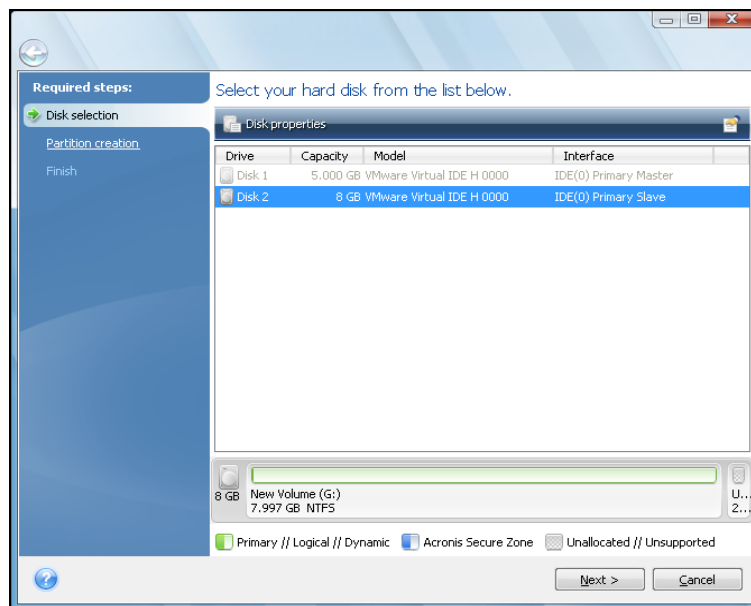 Required steps:
Disk selection
Partition creation
Finish
Select your hard disk from the list below.
Disk properties
Drive Capacity Model Interface
Disk 1 5.000 GB VMware Virtual IDE H 0000 IDE(0) Primary Master
Disk 2 8 GB VMware Virtual IDE H 0000 IDE(0) Primary Slave
8 GB
New Volume (G:)
7.997 GB NTFS
U...
2...
Primary // Logical // Dynamic Acronis Secure Zone Unallocated // Unsupported
Next > Cancel